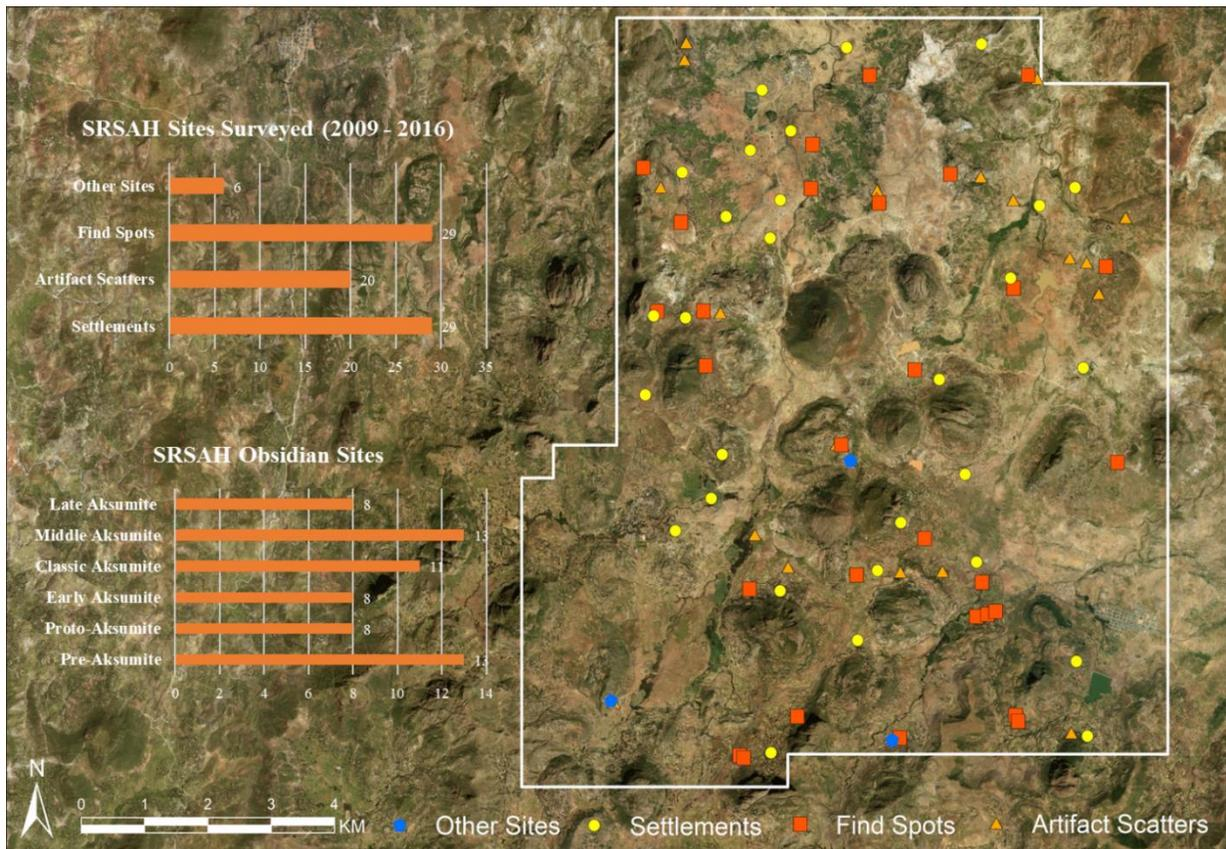 SRSAH Sites Surveyed (2009 - 2016)
Other Sites 6
Find Spots 29
Artifact Scatters 20
Settlements 29
0 5 10 15 20 25 30 35
SRSAH Obsidian Sites
Late Aksumite 8
Middle Aksumite 13
Classic Aksumite 11
Early Aksumite 8
Proto-Aksumite 8
Pre-Aksumite 13
0 2 4 6 8 10 12 14
N
0 1 2 3 4
KM
Other Sites Settlements Find Spots Artifact Scatters